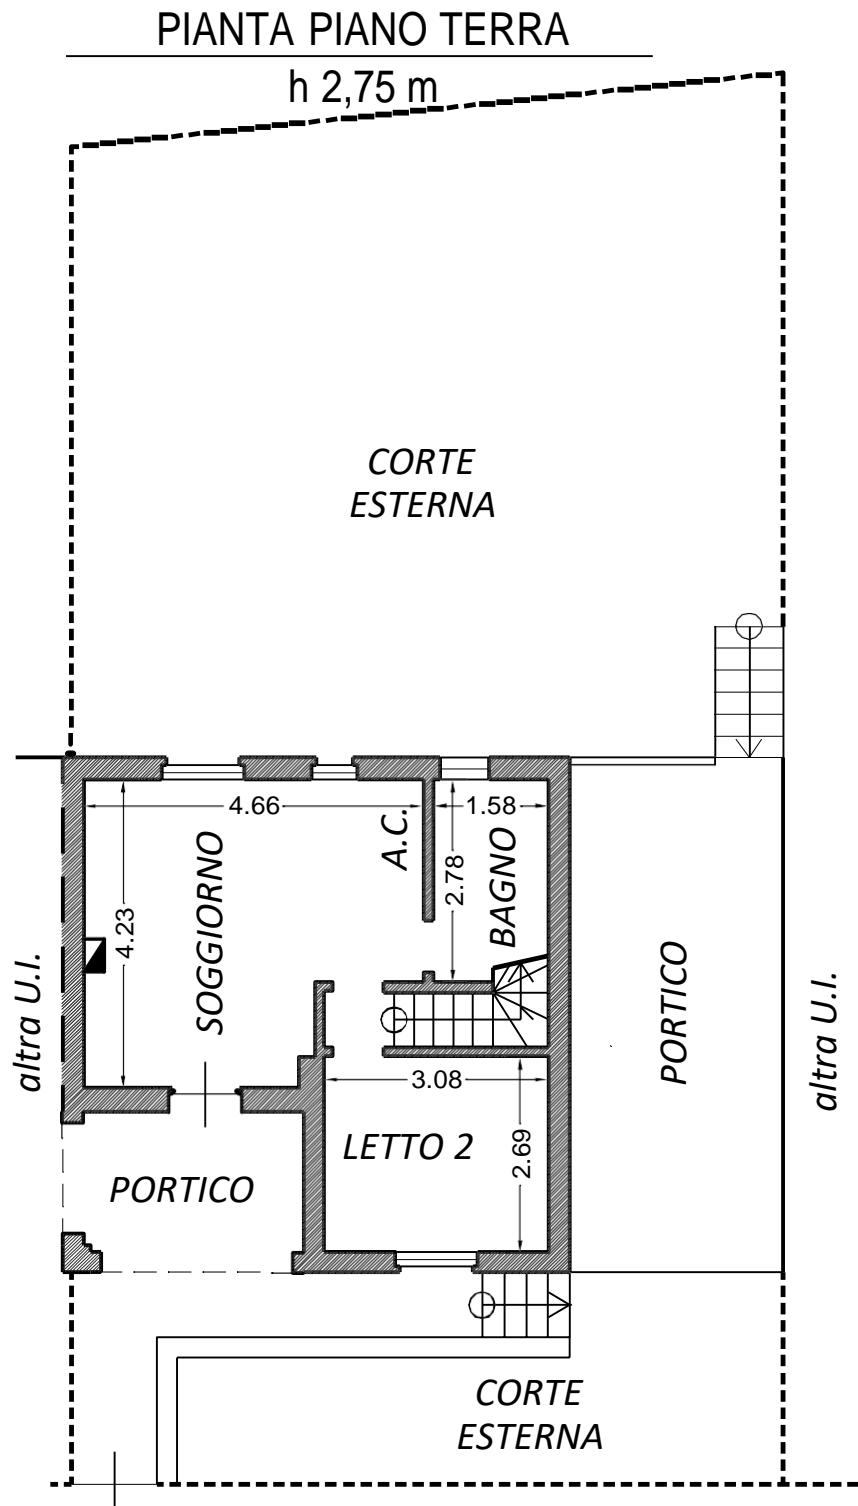 PIANTA PIANO TERRA
h 2,75 m
CORTE
ESTERNA
4.66
1.58
A.C.
2.78
BAGNO
4.23
SOGGIORNO
altra U.I.
PORTICO
altra U.I.
3.08
LETTO 2
2.69
PORTICO
CORTE
ESTERNA